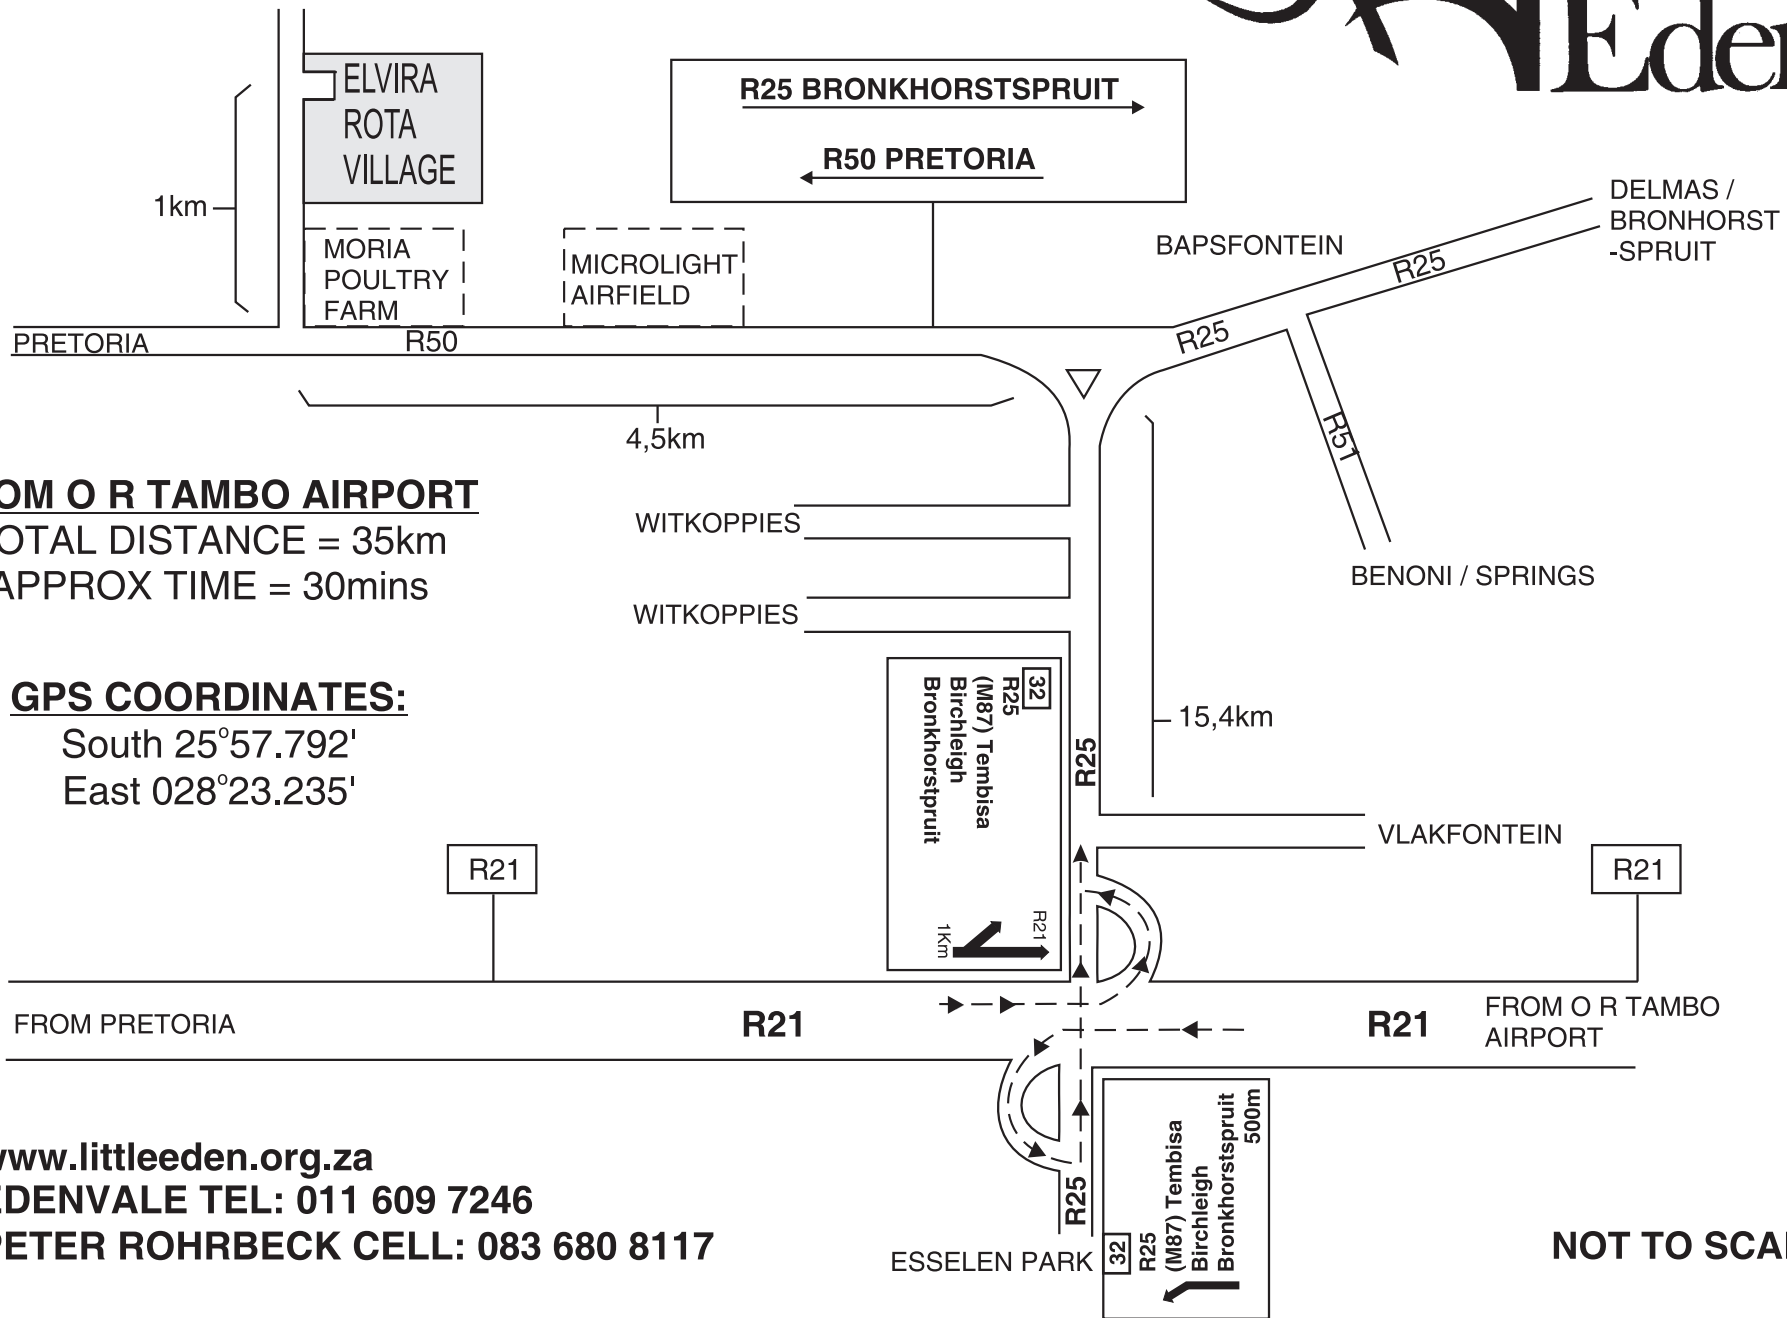 Eden
ELVIRA
ROTA
VILLAGE
R25 BRONKHORSTSPRUIT
R50 PRETORIA
1km
DELMAS /
BRONHORST
-SPRUIT
BAPSFONTEIN
MORIA
POULTRY
FARM
MICROLIGHT
AIRFIELD
R25
R25
PRETORIA
R50
4,5km
R51
OM O R TAMBO AIRPORT
OTAL DISTANCE = 35km
APPROX TIME = 30mins
WITKOPPIES
BENONI / SPRINGS
WITKOPPIES
GPS COORDINATES:
South 25°57.792'
East 028°23.235'
32
R25
(M87) Tembisa
Birchleigh
Bronkhorstpruit
R21
1Km
R25
15,4km
VLAKFONTEIN
R21
R21
FROM PRETORIA
R21
R21
FROM O R TAMBO
AIRPORT
www.littleeden.org.za
EDENVALE TEL: 011 609 7246
PETER ROHRBECK CELL: 083 680 8117
R25
ESSELEN PARK
32
R25
(M87) Tembisa
Birchleigh
Bronkhorstspruit
500m
NOT TO SCAL